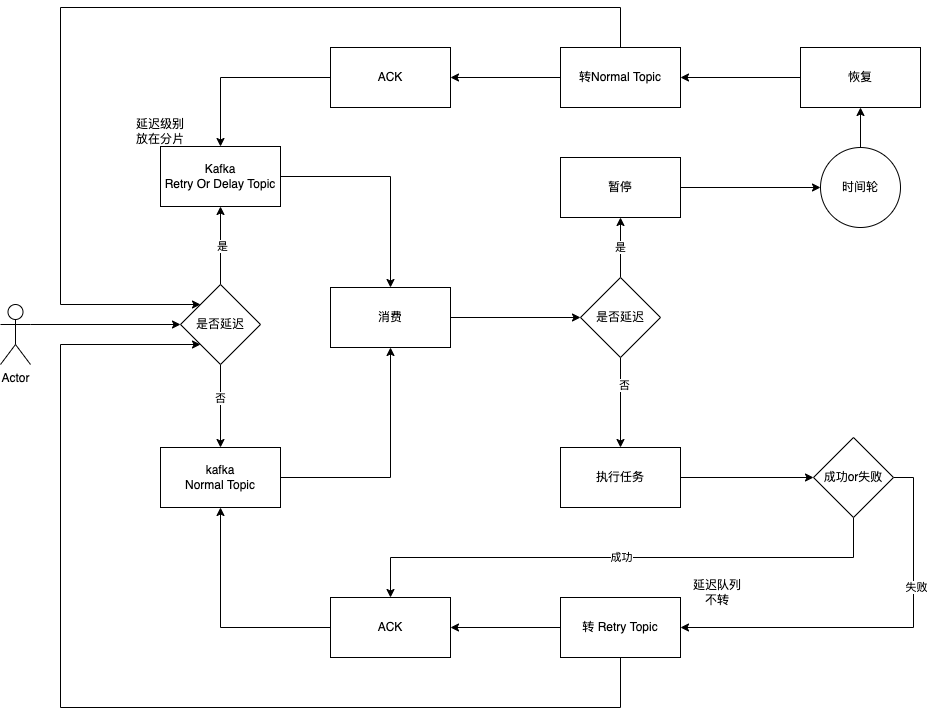 ACK
转Normal Topic
恢复
延迟级别
放在分片
Kafka
Retry Or Delay Topic
暂停
时间轮
是
是
消费
是否延迟
是否延迟
Actor
否
否
kafka
Normal Topic
执行任务
成功or失败
成功
延迟队列
不转
失败
ACK
转 Retry Topic